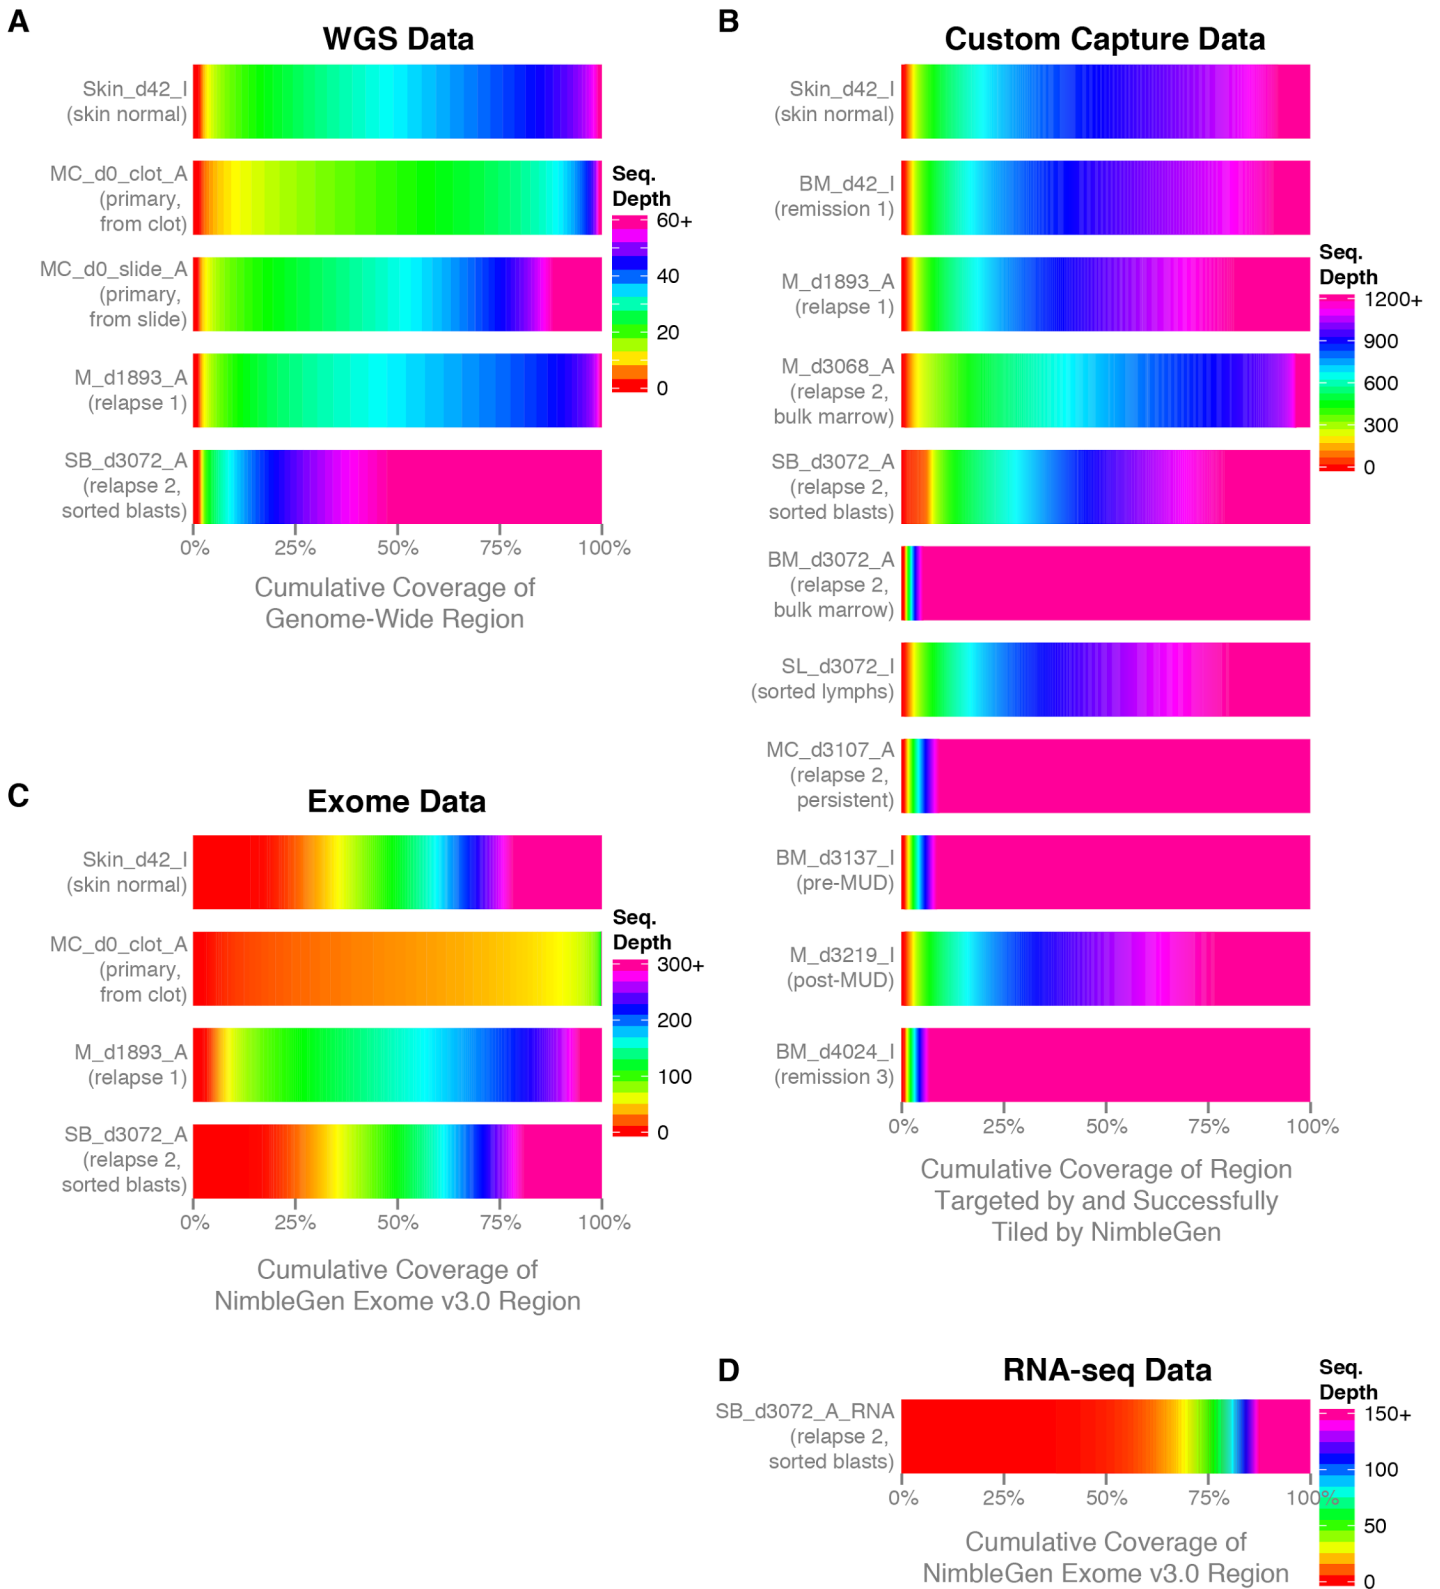 A
WGS Data
Skin_d42_I
(skin normal)
MC_d0_clot_A
(primary,
from clot)
MC_d0_slide_A
(primary,
from slide)
M_d1893_A
(relapse 1)
SB_d3072_A
(relapse 2,
sorted blasts)
0% 25% 50% 75% 100%
Cumulative Coverage of
Genome-Wide Region
Seq.
Depth
60+
40
20
0
B
Custom Capture Data
Skin_d42_I
(skin normal)
BM_d42_I
(remission 1)
M_d1893_A
(relapse 1)
M_d3068_A
(relapse 2,
bulk marrow)
SB_d3072_A
(relapse 2,
sorted blasts)
BM_d3072_A
(relapse 2,
bulk marrow)
SL_d3072_I
(sorted lymphs)
MC_d3107_A
(relapse 2,
persistent)
BM_d3137_I
(pre-MUD)
M_d3219_I
(post-MUD)
BM_d4024_I
(remission 3)
0% 25% 50% 75% 100%
Cumulative Coverage of Region
Targeted by and Successfully
Tiled by NimbleGen
Seq.
Depth
1200+
900
600
300
0
C
Exome Data
Skin_d42_I
(skin normal)
MC_d0_clot_A
(primary,
from clot)
M_d1893_A
(relapse 1)
SB_d3072_A
(relapse 2,
sorted blasts)
0% 25% 50% 75% 100%
Cumulative Coverage of
NimbleGen Exome v3.0 Region
Seq.
Depth
300+
200
100
0
D
RNA-seq Data
SB_d3072_A_RNA
(relapse 2,
sorted blasts)
0% 25% 50% 75% 100%
Cumulative Coverage of
NimbleGen Exome v3.0 Region
Seq.
Depth
150+
100
50
0